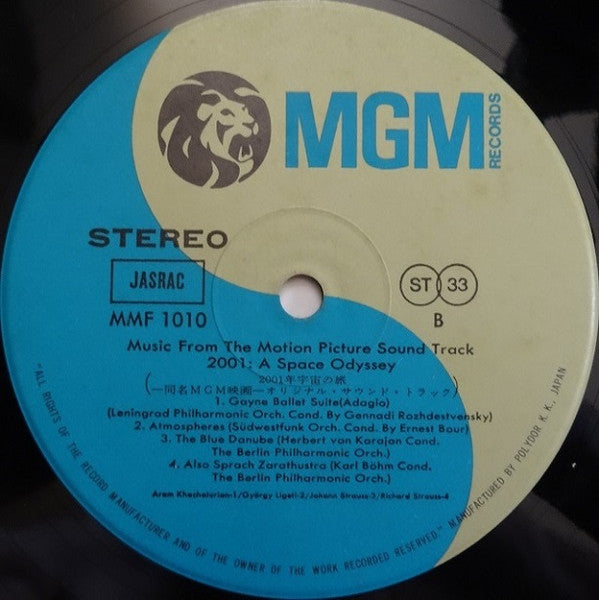 MGM
RECORDS
STEREO
JASRAC
ST 33
MMF 1010
B
Music From The Motion Picture Sound Track
2001: A Space Odyssey
2001年宇宙の旅
(一同名MGM映画一オリジナル・サウンド・トラック)
1. Gayne Ballet Suite(Adagio)
(Leningrad Philharmonic Orch. Cond. By Gennadi Rozhdestvensky)
2. Atmospheres (Südwestfunk Orch. Cond. By Ernest Bour)
3. The Blue Danube (Herbert von Karajan Cond.
The Berlin Philharmonic Orch.)
4. Also Sprach Zarathustra (Karl Böhm Cond.
The Berlin Philharmonic Orch.)
Aram Khachaturian-1/György Ligeti-2/Johann Strauss-3/Richard Strauss-4
"ALL RIGHTS OF THE RECORD MANUFACTURER AND OF THE OWNER OF THE WORK RECORDED RESERVED." MANUFACTURED BY POLYDOR K. K., JAPAN